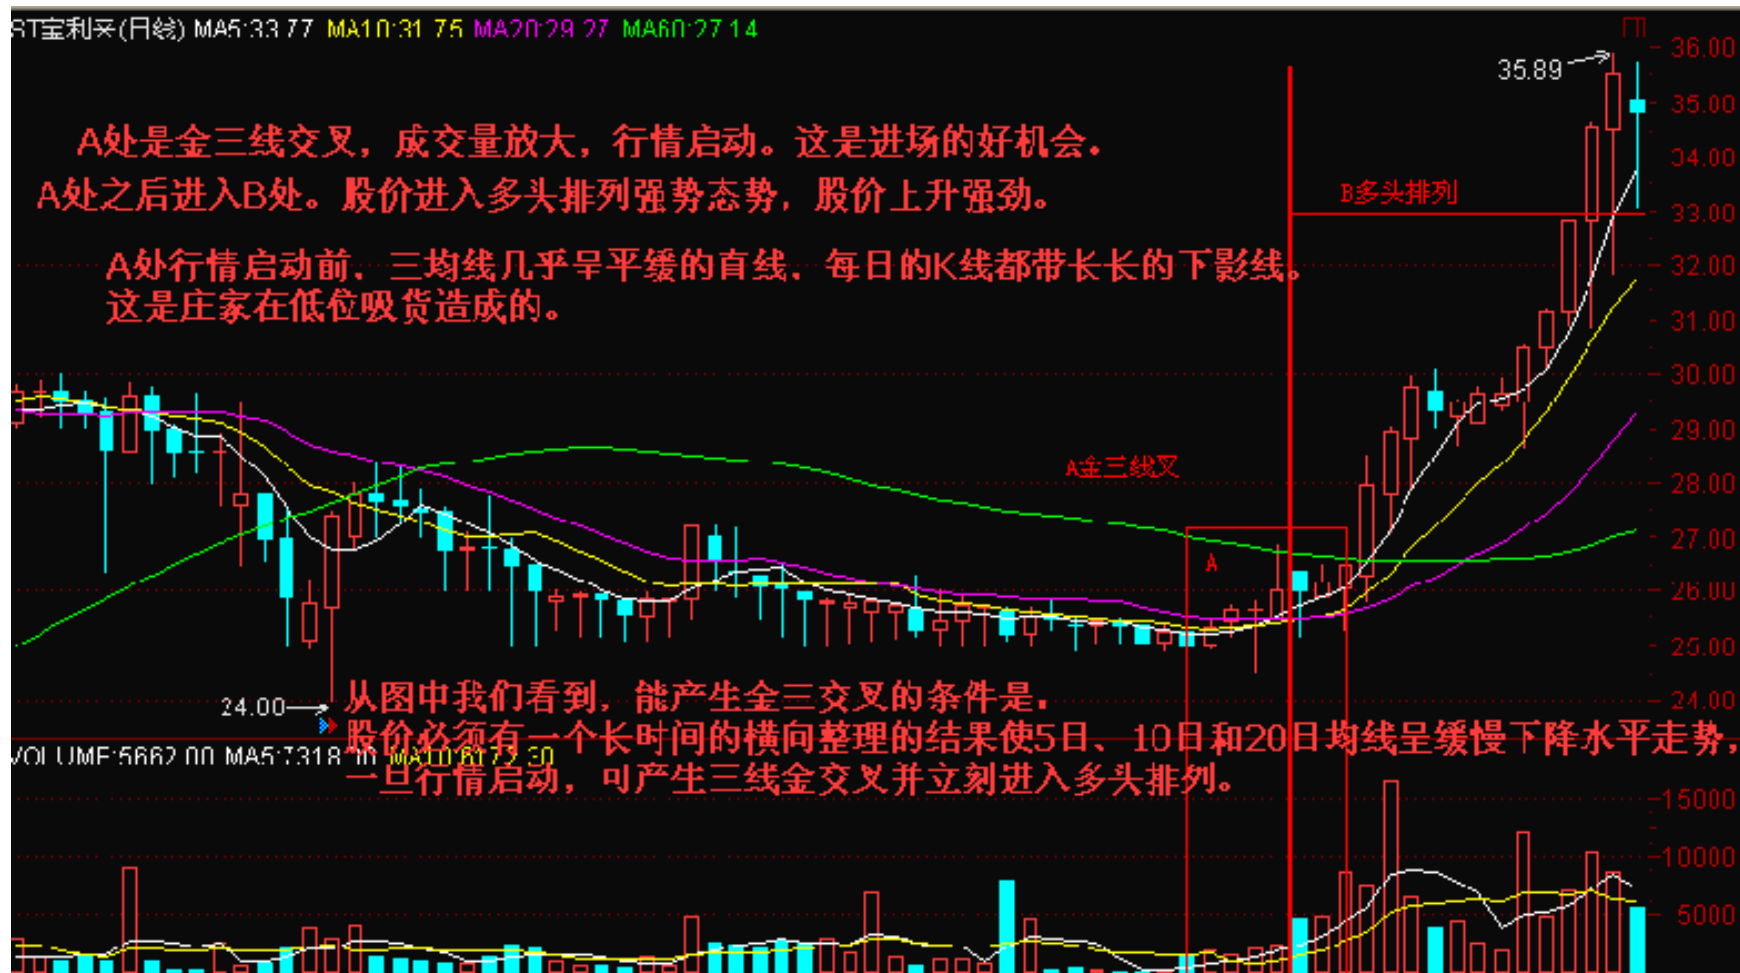 ST宝利来(日线) MA5:33.77 MA10:31.75 MA20:29.27 MA60:27.14
36.00
35.89
35.00
A处是金三线交叉，成交量放大，行情启动。这是进场的好机会。
34.00
A处之后进入B处。股价进入多头排列强势态势，股价上升强劲。
B多头排列
33.00
A处行情启动前，三均线几乎呈平缓的直线，每日的K线都带长长的下影线。
32.00
这是庄家在低位吸货造成的。
31.00
30.00
29.00
A金三线叉
28.00
27.00
A
26.00
25.00
24.00
从图中我们看到，能产生金三交叉的条件是，
24.00
股价必须有一个长时间的横向整理的结果使5日、10日和20日均线呈缓慢下降水平走势，
VOLUME:5662.00 MA5:7318.00 MA10:6172.30
一旦行情启动，可产生三线金交叉并立刻进入多头排列。
15000
10000
5000